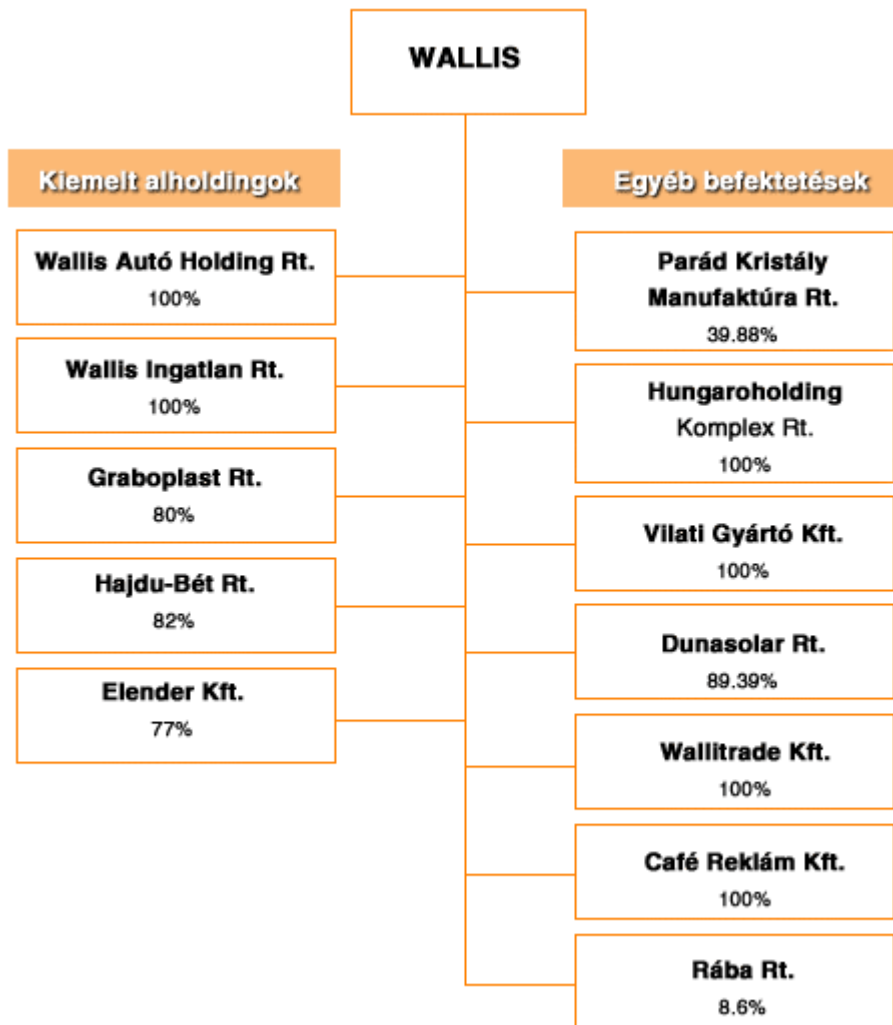 WALLIS
Kiemelt alholdingok
Wallis Autó Holding Rt.
100%
Wallis Ingatlan Rt.
100%
Graboplast Rt.
80%
Hajdu-Bét Rt.
82%
Elender Kft.
77%
Egyéb befektetések
Parád Kristály
Manufaktúra Rt.
39.88%
Hungaroholding
Komplex Rt.
100%
Vilati Gyártó Kft.
100%
Dunasolar Rt.
89.39%
Wallitrade Kft.
100%
Café Reklám Kft.
100%
Rába Rt.
8.6%